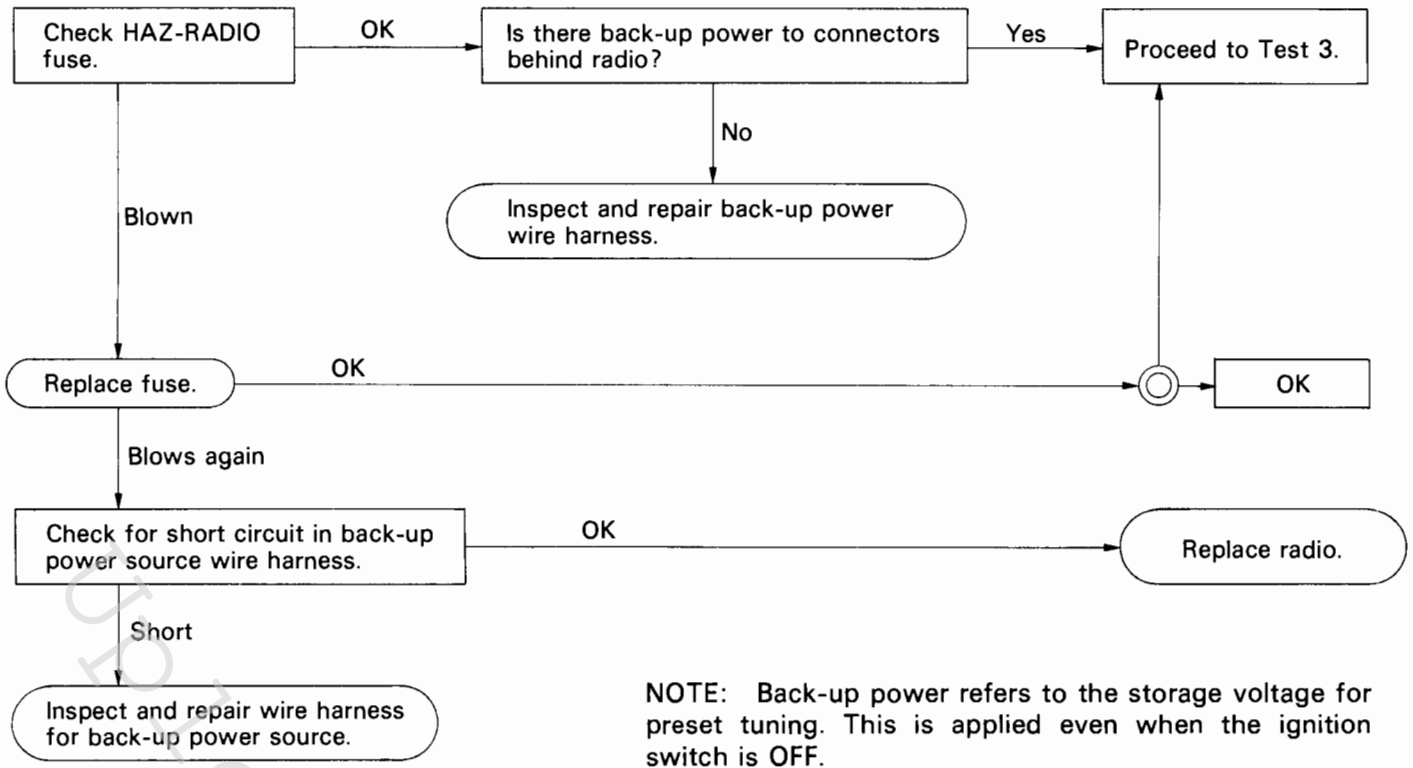 Check HAZ-RADIO
fuse.
OK
Is there back-up power to connectors
behind radio?
Yes
Proceed to Test 3.
No
Inspect and repair back-up power
wire harness.
Blown
Replace fuse.
OK
OK
Blows again
Check for short circuit in back-up
power source wire harness.
OK
Replace radio.
Short
Inspect and repair wire harness
for back-up power source.
NOTE: Back-up power refers to the storage voltage for
preset tuning. This is applied even when the ignition
switch is OFF.